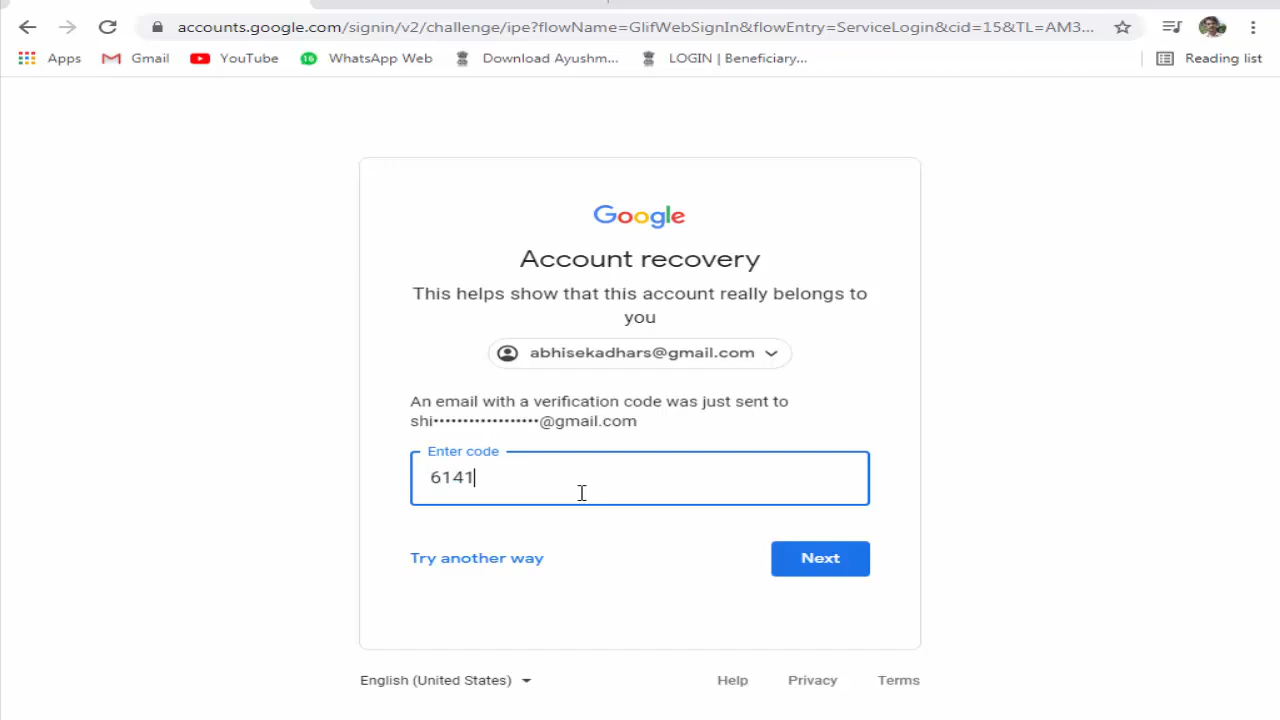 accounts.google.com/signin/v2/challenge/ipe?flowName=GlifWebSignIn&flowEntry=ServiceLogin&cid=15&TL=AM3...
Apps Gmail YouTube 16 WhatsApp Web Download Ayushm... LOGIN | Beneficiary... Reading list
Google
Account recovery
This helps show that this account really belongs to
you
abhisekadhars@gmail.com
An email with a verification code was just sent to
shi••••••••••••••••••@gmail.com
Enter code
6141
Try another way Next
English (United States) Help Privacy Terms